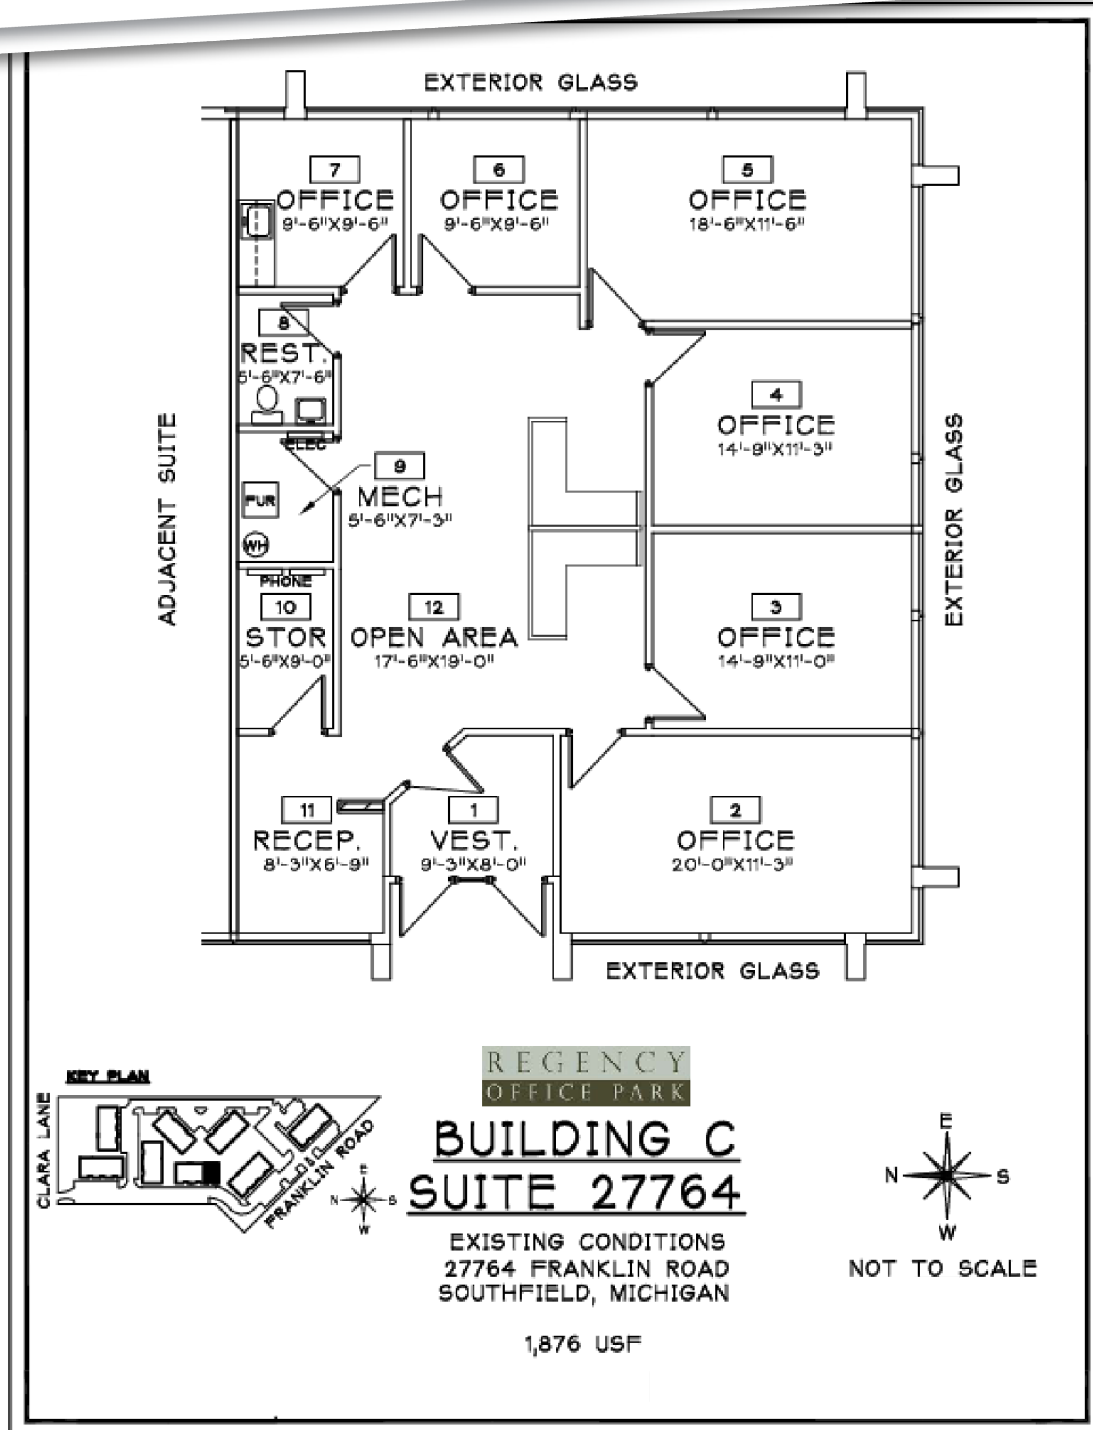 EXTERIOR GLASS
7
OFFICE
9'-6"X9'-6"
6
OFFICE
9'-6"X9'-6"
5
OFFICE
18'-6"X11'-6"
8
REST.
5'-6"X7'-6"
4
OFFICE
14'-9"X11'-3"
ELEC
ADJACENT SUITE
9
MECH
5'-6"X7'-3"
FUR
WH
EXTERIOR GLASS
PHONE
10
STOR
5'-6"X9'-0"
12
OPEN AREA
17'-6"X19'-0"
3
OFFICE
14'-9"X11'-0"
11
RECEP.
8'-3"X6'-9"
1
VEST.
9'-3"X8'-0"
2
OFFICE
20'-0"X11'-3"
EXTERIOR GLASS
KEY PLAN
CLARA LANE
FRANKLIN ROAD
E
N
S
W
REGENCY
OFFICE PARK
BUILDING C
SUITE 27764
EXISTING CONDITIONS
27764 FRANKLIN ROAD
SOUTHFIELD, MICHIGAN
1,876 USF
E
N
S
W
NOT TO SCALE